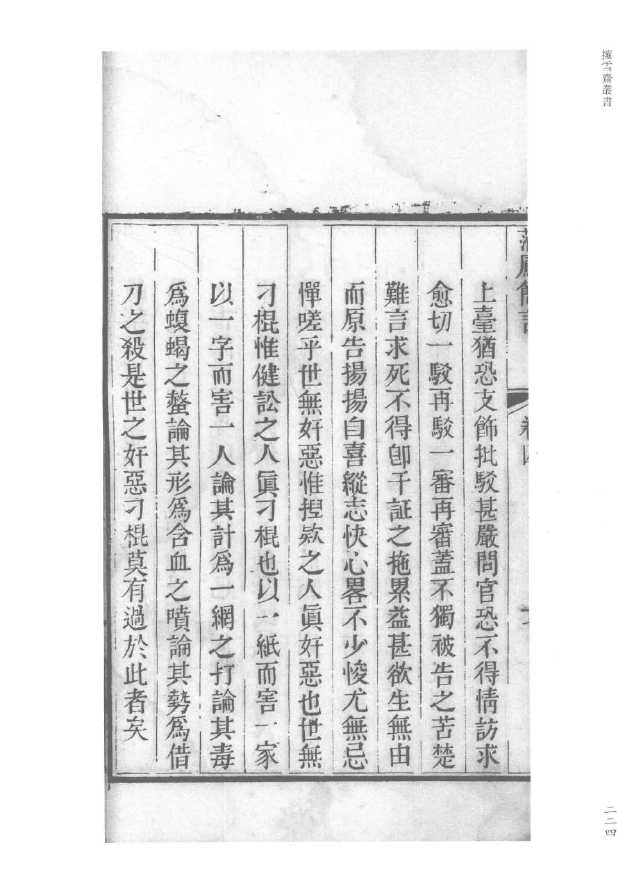 擁雪齋叢書
上臺猶恐支飾批駁甚嚴問官恐不得情訪求
愈切一駁再駁一審再審蓋不獨被告之苦楚
難言求死不得卽干証之拖累益甚欲生無由
而原告揚揚自喜縱志快心畧不少悛尤無忌
憚嗟乎世無奸惡惟捏欵之人眞奸惡也世無
刁棍惟健訟之人眞刁棍也以一紙而害一家
以一字而害一人論其計爲一網之打論其毒
爲蝮蝎之螫論其形爲含血之噴論其勢爲借
刀之殺是世之奸惡刁棍莫有過於此者矣
二二四